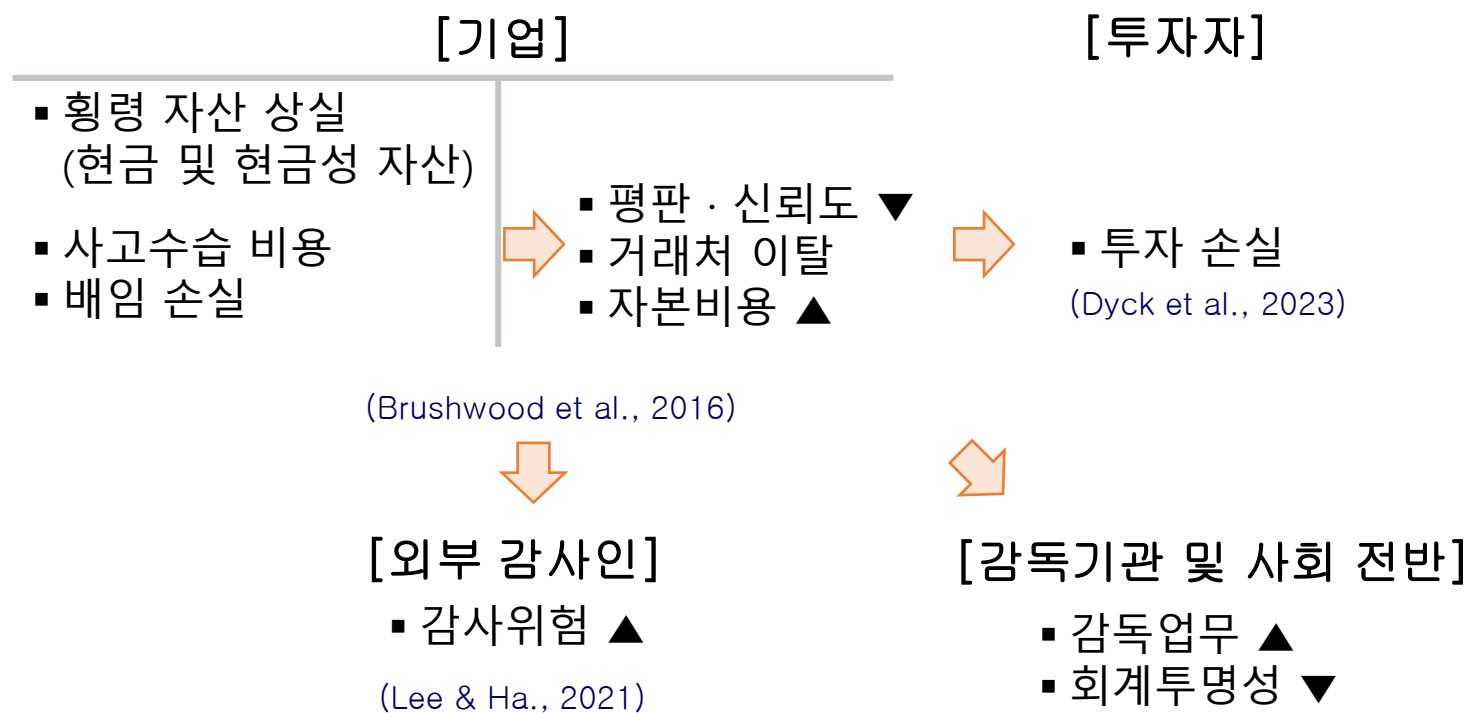 [기업]
▪ 횡령 자산 상실
(현금 및 현금성 자산)
▪ 사고수습 비용
▪ 배임 손실
▪ 평판 · 신뢰도 ▼
▪ 거래처 이탈
▪ 자본비용 ▲
(Brushwood et al., 2016)
[투자자]
▪ 투자 손실
(Dyck et al., 2023)
[외부 감사인]
▪ 감사위험 ▲
(Lee & Ha., 2021)
[감독기관 및 사회 전반]
▪ 감독업무 ▲
▪ 회계투명성 ▼